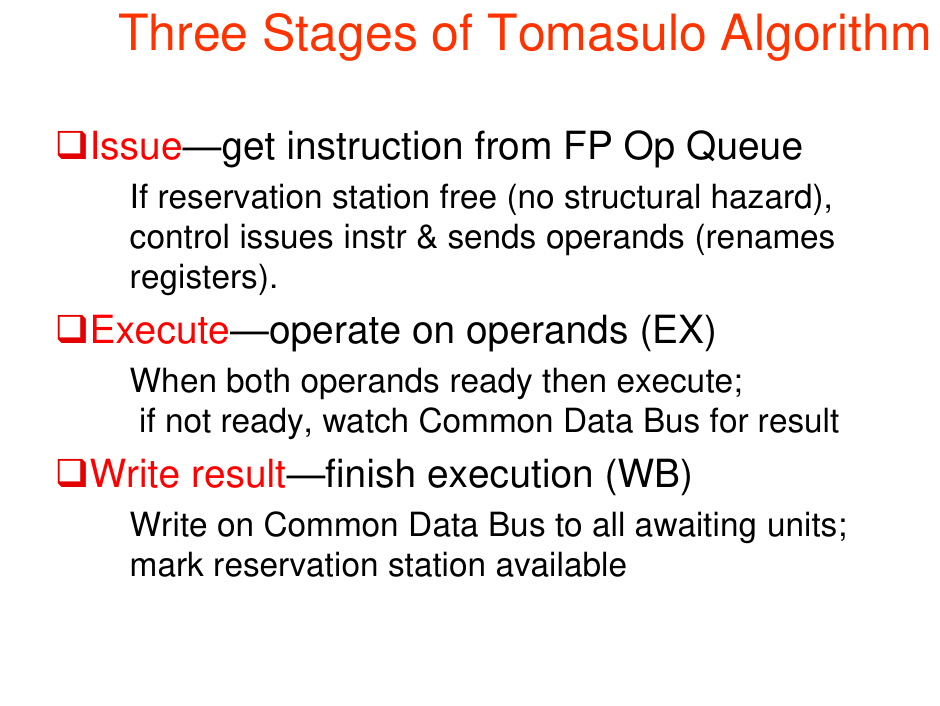 Three Stages of Tomasulo Algorithm
Issue—get instruction from FP Op Queue
If reservation station free (no structural hazard),
control issues instr & sends operands (renames
registers).
Execute—operate on operands (EX)
When both operands ready then execute;
if not ready, watch Common Data Bus for result
Write result—finish execution (WB)
Write on Common Data Bus to all awaiting units;
mark reservation station available